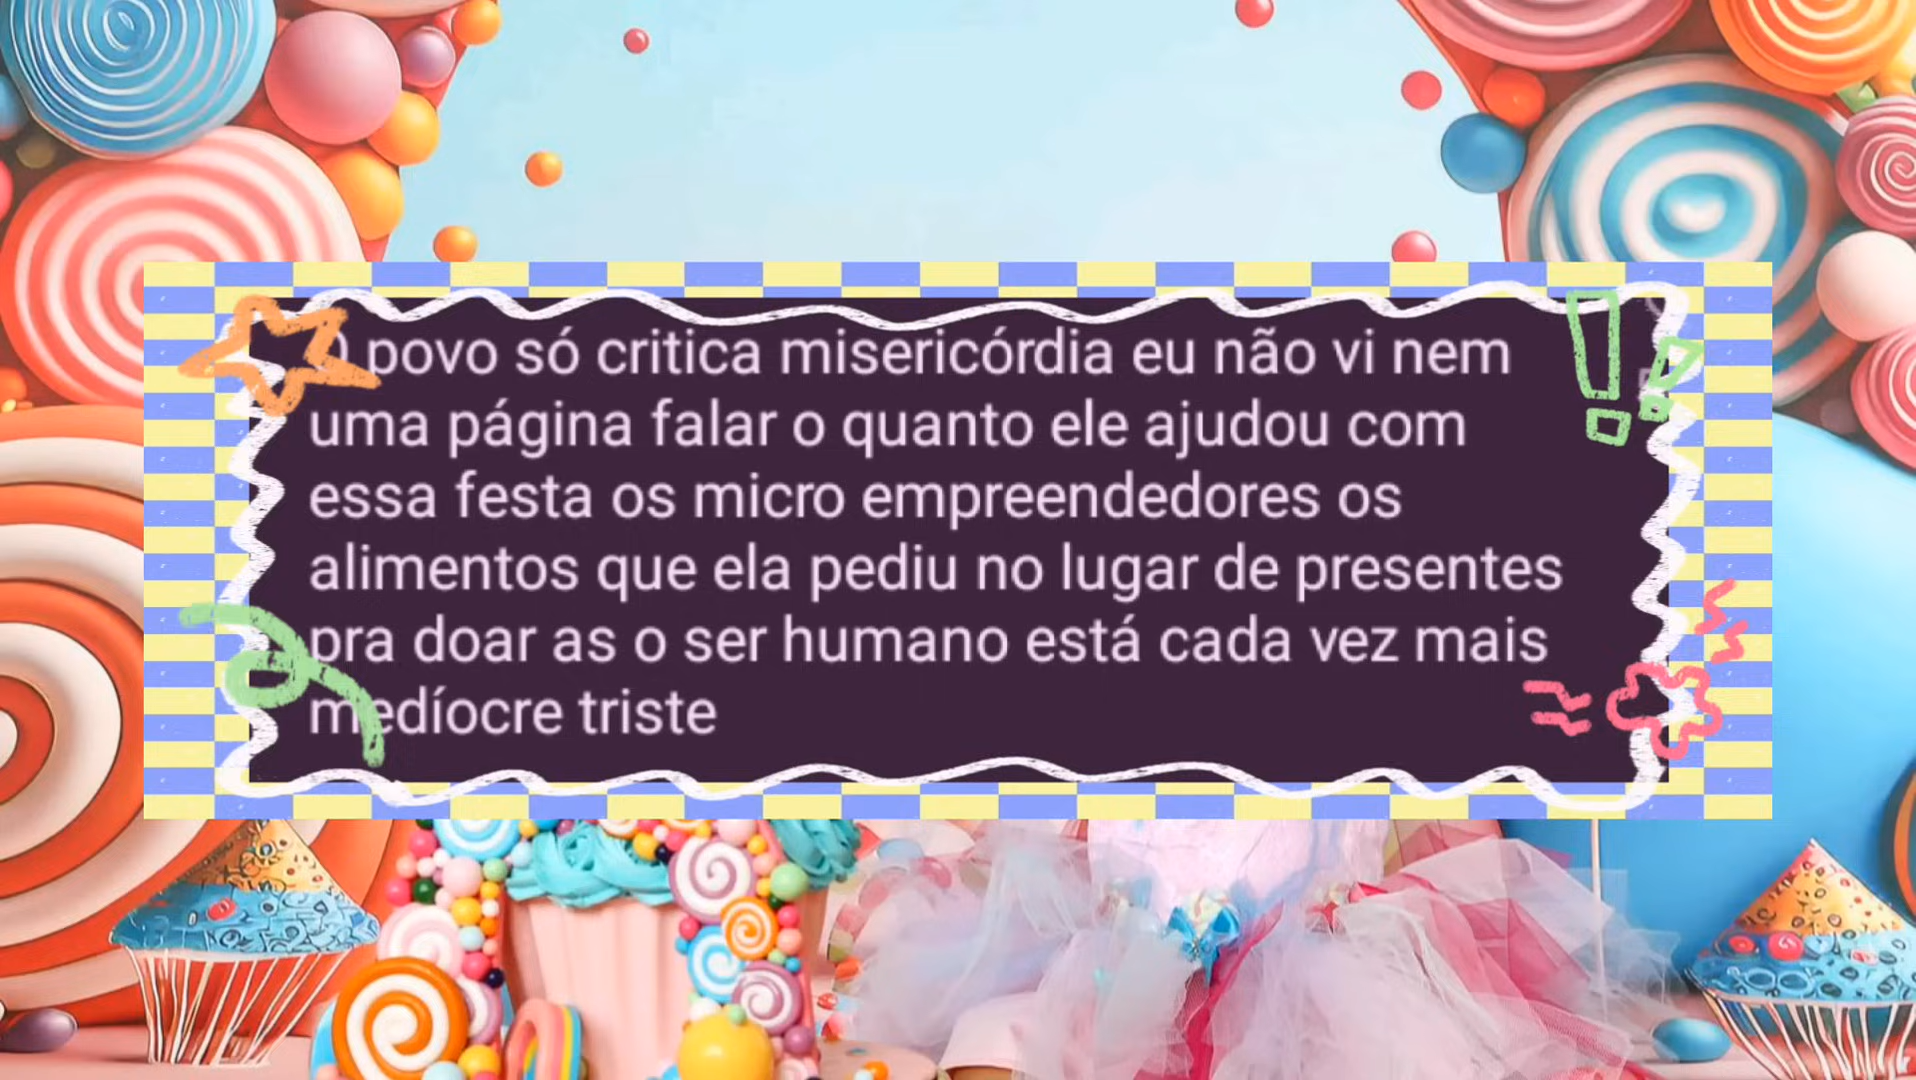 O povo só critica misericórdia eu não vi nem
uma página falar o quanto ele ajudou com
essa festa os micro empreendedores os
alimentos que ela pediu no lugar de presentes
pra doar as o ser humano está cada vez mais
medíocre triste